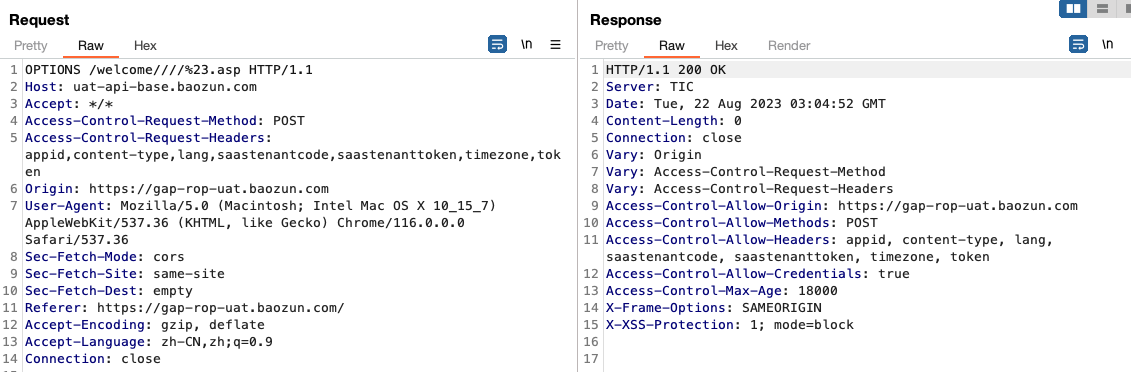 Request
Pretty Raw Hex \n
1 OPTIONS /welcome////%23.asp HTTP/1.1
2 Host: uat-api-base.baozun.com
3 Accept: */*
4 Access-Control-Request-Method: POST
5 Access-Control-Request-Headers:
appid,content-type,lang,saastenantcode,saastenanttoken,timezone,tok
en
6 Origin: https://gap-rop-uat.baozun.com
7 User-Agent: Mozilla/5.0 (Macintosh; Intel Mac OS X 10_15_7)
AppleWebKit/537.36 (KHTML, like Gecko) Chrome/116.0.0.0
Safari/537.36
8 Sec-Fetch-Mode: cors
9 Sec-Fetch-Site: same-site
10 Sec-Fetch-Dest: empty
11 Referer: https://gap-rop-uat.baozun.com/
12 Accept-Encoding: gzip, deflate
13 Accept-Language: zh-CN,zh;q=0.9
14 Connection: close
Response
Pretty Raw Hex Render \n
1 HTTP/1.1 200 OK
2 Server: TIC
3 Date: Tue, 22 Aug 2023 03:04:52 GMT
4 Content-Length: 0
5 Connection: close
6 Vary: Origin
7 Vary: Access-Control-Request-Method
8 Vary: Access-Control-Request-Headers
9 Access-Control-Allow-Origin: https://gap-rop-uat.baozun.com
10 Access-Control-Allow-Methods: POST
11 Access-Control-Allow-Headers: appid, content-type, lang,
saastenantcode, saastenanttoken, timezone, token
12 Access-Control-Allow-Credentials: true
13 Access-Control-Max-Age: 18000
14 X-Frame-Options: SAMEORIGIN
15 X-XSS-Protection: 1; mode=block
16
17